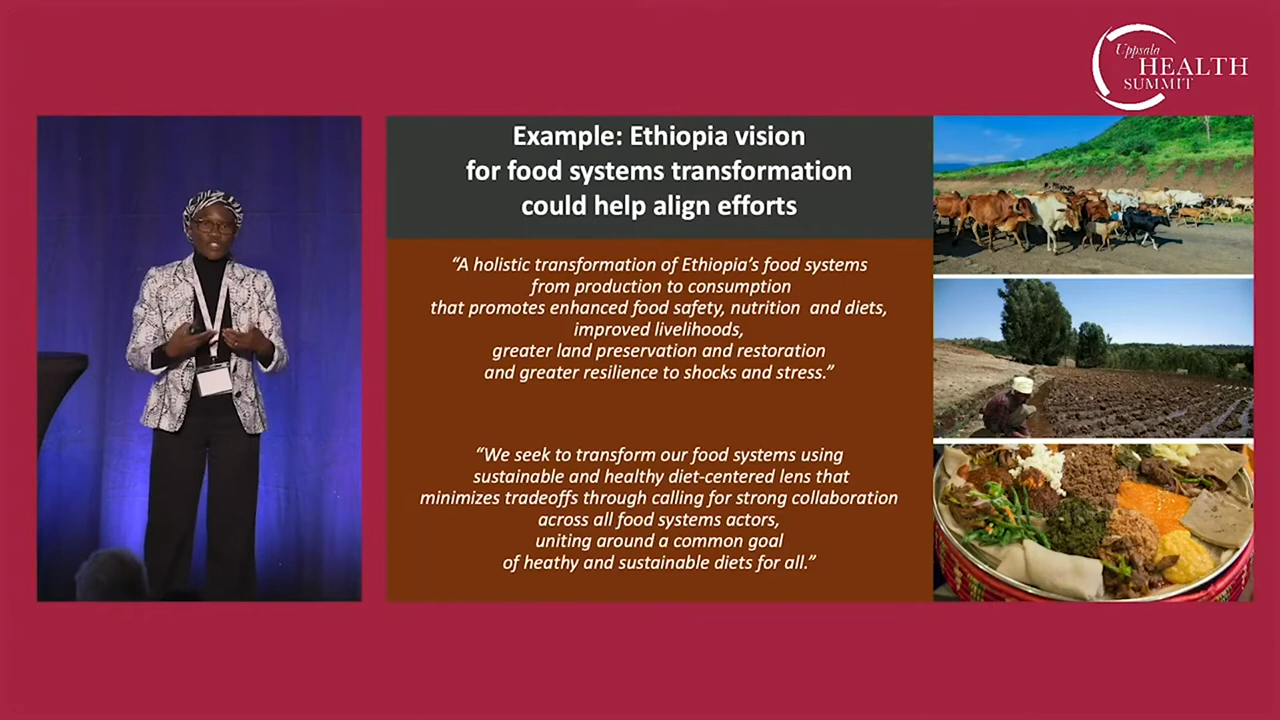 Uppsala
HEALTH
SUMMIT
Example: Ethiopia vision
for food systems transformation
could help align efforts
“A holistic transformation of Ethiopia’s food systems
from production to consumption
that promotes enhanced food safety, nutrition and diets,
improved livelihoods,
greater land preservation and restoration
and greater resilience to shocks and stress.”
“We seek to transform our food systems using
sustainable and healthy diet-centered lens that
minimizes tradeoffs through calling for strong collaboration
across all food systems actors,
uniting around a common goal
of heathy and sustainable diets for all.”